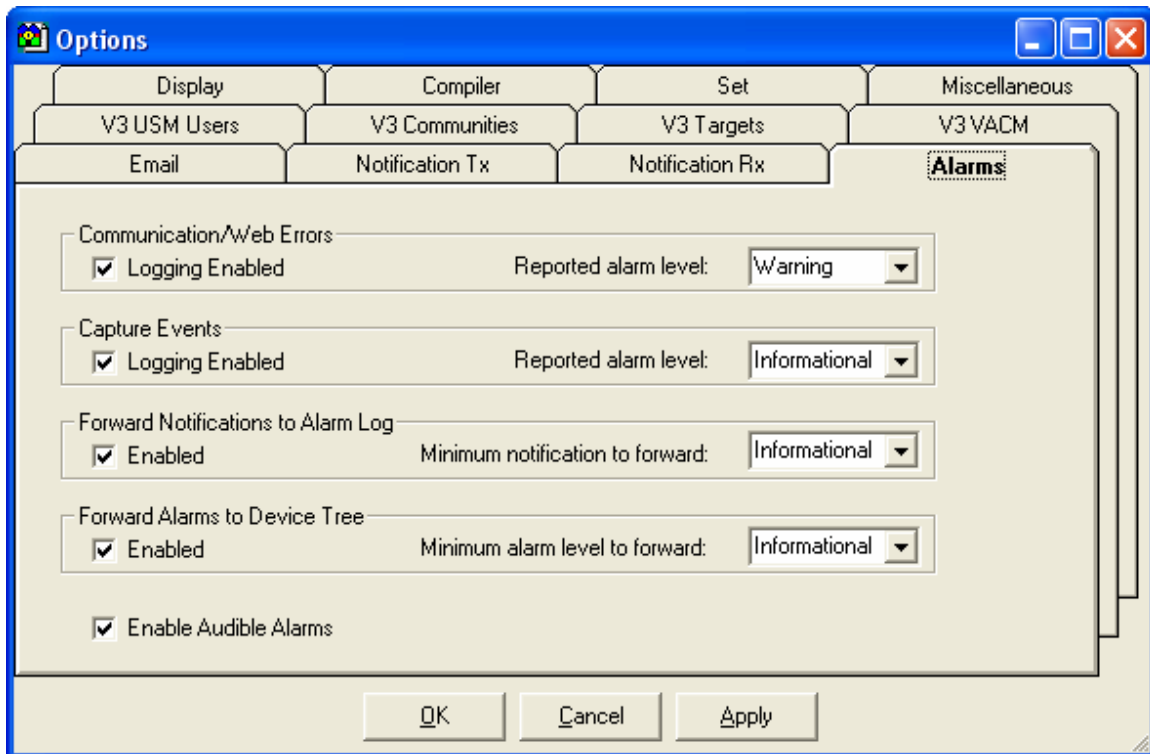 Options
Display Compiler Set Miscellaneous
V3 USM Users V3 Communities V3 Targets V3 VACM
Email Notification Tx Notification Rx Alarms
Communication/Web Errors
Logging Enabled Reported alarm level: Warning
Capture Events
Logging Enabled Reported alarm level: Informational
Forward Notifications to Alarm Log
Enabled Minimum notification to forward: Informational
Forward Alarms to Device Tree
Enabled Minimum alarm level to forward: Informational
Enable Audible Alarms
OK Cancel Apply